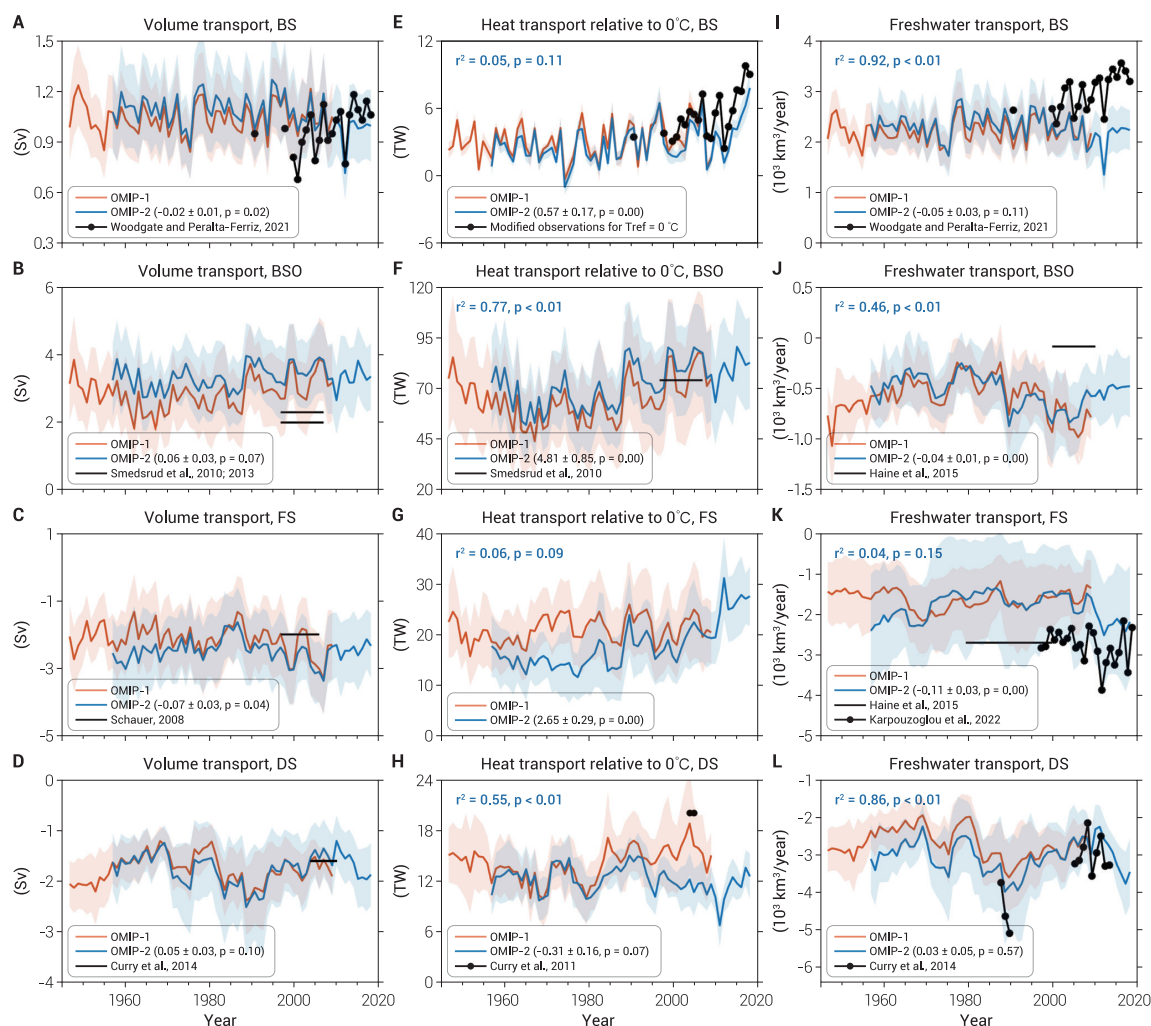 A
Volume transport, BS
(Sv)
1.5
1.2
0.9
0.6
0.3
OMIP-1
OMIP-2 (-0.02 ± 0.01, p = 0.02)
Woodgate and Peralta-Ferriz, 2021
E
Heat transport relative to 0°C, BS
r² = 0.05, p = 0.11
(TW)
12
6
0
-6
OMIP-1
OMIP-2 (0.57 ± 0.17, p = 0.00)
Modified observations for Tref = 0 °C
I
Freshwater transport, BS
r² = 0.92, p < 0.01
(10³ km³/year)
4
3
2
1
0
OMIP-1
OMIP-2 (-0.05 ± 0.03, p = 0.11)
Woodgate and Peralta-Ferriz, 2021
B
Volume transport, BSO
(Sv)
6
4
2
0
OMIP-1
OMIP-2 (0.06 ± 0.03, p = 0.07)
Smedsrud et al., 2010; 2013
F
Heat transport relative to 0°C, BSO
r² = 0.77, p < 0.01
(TW)
120
95
70
45
20
OMIP-1
OMIP-2 (4.81 ± 0.85, p = 0.00)
Smedsrud et al., 2010
J
Freshwater transport, BSO
r² = 0.46, p < 0.01
(10³ km³/year)
0.5
-0
-0.5
-1.0
-1.5
OMIP-1
OMIP-2 (-0.04 ± 0.01, p = 0.00)
Haine et al. 2015
C
Volume transport, FS
(Sv)
1
-1
-3
-5
OMIP-1
OMIP-2 (-0.07 ± 0.03, p = 0.04)
Schauer, 2008
G
Heat transport relative to 0°C, FS
r² = 0.06, p = 0.09
(TW)
40
30
20
10
0
OMIP-1
OMIP-2 (2.65 ± 0.29, p = 0.00)
K
Freshwater transport, FS
r² = 0.04, p = 0.15
(10³ km³/year)
0
-1
-2
-3
-4
-5
OMIP-1
OMIP-2 (-0.11 ± 0.03, p = 0.00)
Haine et al., 2015
Karpouzoglou et al., 2022
D
Volume transport, DS
(Sv)
0
-1
-2
-3
-4
OMIP-1
OMIP-2 (0.05 ± 0.03, p = 0.10)
Curry et al., 2014
1960
1980
2000
2020
Year
H
Heat transport relative to 0°C, DS
r² = 0.55, p < 0.01
(TW)
24
18
12
6
0
OMIP-1
OMIP-2 (-0.31 ± 0.16, p = 0.07)
Curry et al., 2011
1960
1980
2000
2020
Year
L
Freshwater transport, DS
r² = 0.86, p < 0.01
(10³ km³/year)
-1
-2
-3
-4
-5
-6
OMIP-1
OMIP-2 (0.03 ± 0.05, p = 0.57)
Curry et al., 2014
1960
1980
2000
2020
Year